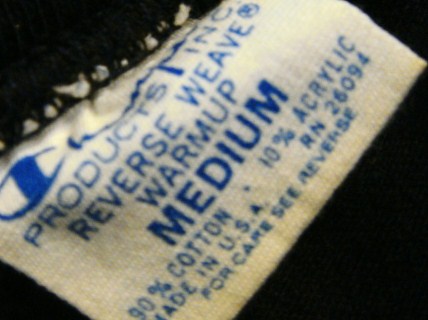 PRODUCTS, INC.
REVERSE WEAVE®
WARMUP
MEDIUM
90% COTTON • 10% ACRYLIC
MADE IN U.S.A. RN 26094
FOR CARE SEE REVERSE